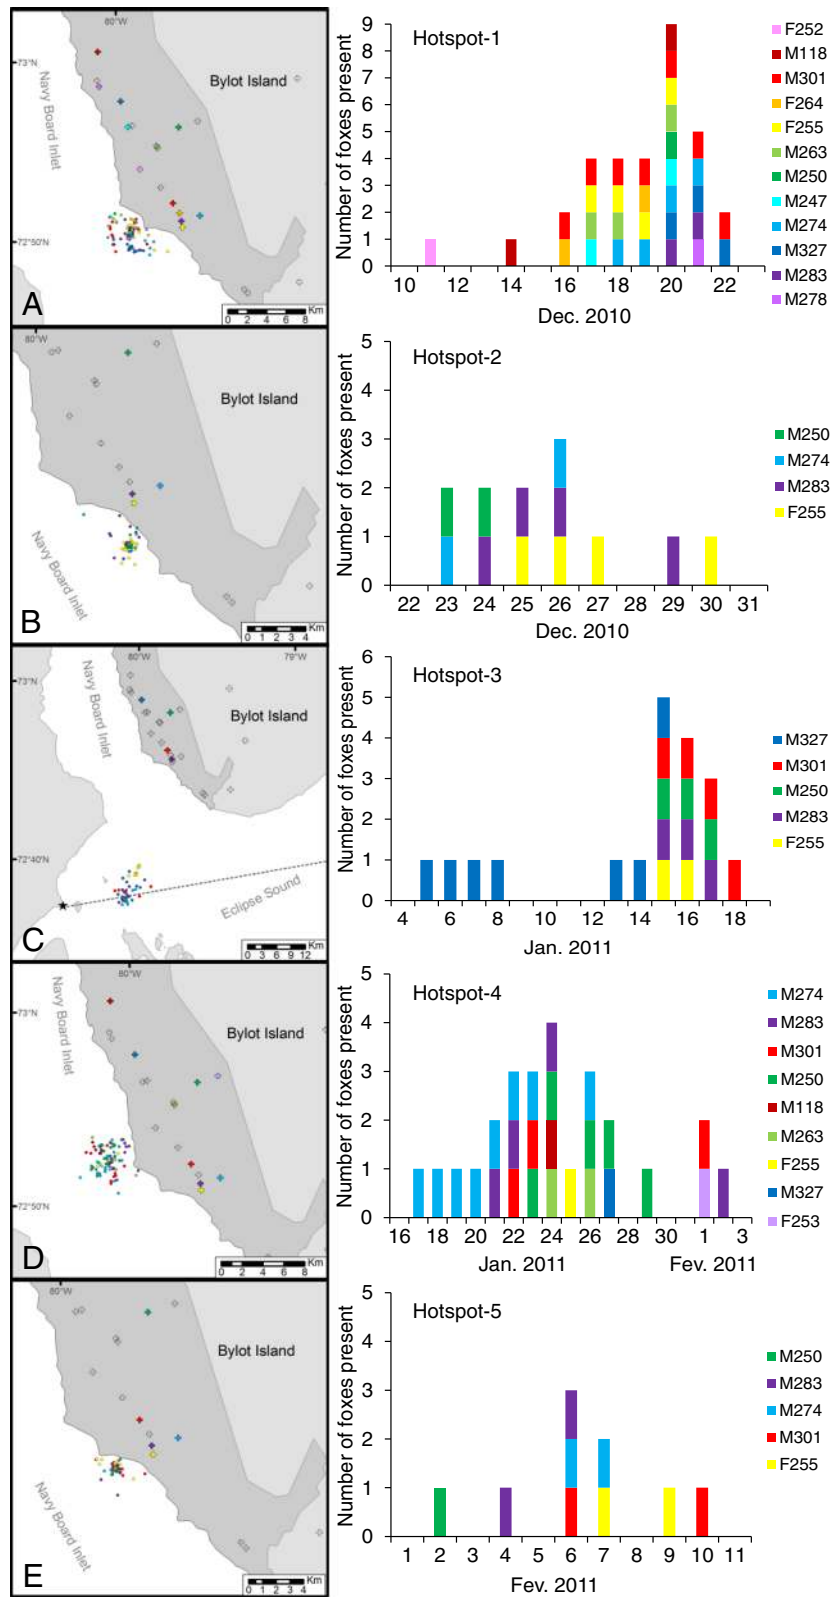 80°W
73°N
Navy Board Inlet
Bylot Island
72°50'N
A
Km
0 2 4 6 8
Hotspot-1
Number of foxes present
9
8
7
6
5
4
3
2
1
0
10 12 14 16 18 20 22
Dec. 2010
F252
M118
M301
F264
F255
M263
M250
M247
M274
M327
M283
M278
80°W
Bylot Island
Navy Board Inlet
B
Km
0 1 2 3 4
Hotspot-2
Number of foxes present
5
4
3
2
1
0
22 23 24 25 26 27 28 29 30 31
Dec. 2010
M250
M274
M283
F255
80°W 79°W
73°N
Navy Board Inlet
Bylot Island
72°40'N
Eclipse Sound
C
Km
0 3 6 9 12
Hotspot-3
Number of foxes present
6
5
4
3
2
1
0
4 6 8 10 12 14 16 18
Jan. 2011
M327
M301
M250
M283
F255
80°W
73°N
Navy Board Inlet
Bylot Island
72°50'N
D
Km
0 2 4 6 8
Hotspot-4
Number of foxes present
5
4
3
2
1
0
16 18 20 22 24 26 28 30 1 3
Jan. 2011 Fev. 2011
M274
M283
M301
M250
M118
M263
F255
M327
F253
80°W
Bylot Island
Navy Board Inlet
E
Km
0 1 2 3 4
Hotspot-5
Number of foxes present
5
4
3
2
1
0
1 2 3 4 5 6 7 8 9 10 11
Fev. 2011
M250
M283
M274
M301
F255